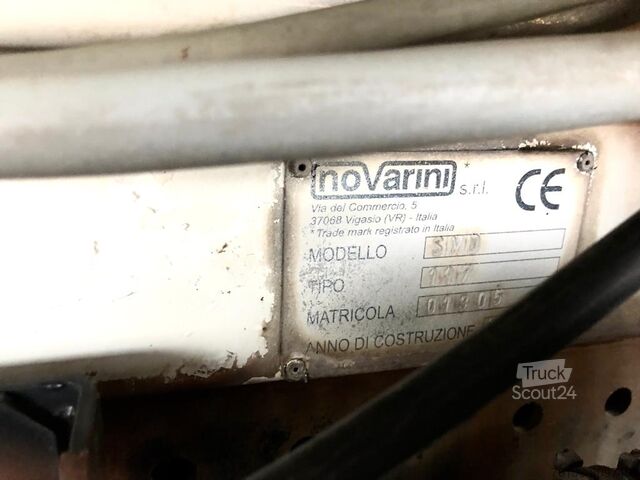 noVarini * s.r.l. CE
Via del Commercio, 5
37068 Vigasio (VR) - Italia
* Trade mark registrato in Italia
MODELLO SIMD
TIPO
MATRICOLA
ANNO DI COSTRUZIONE
Truck
Scout24